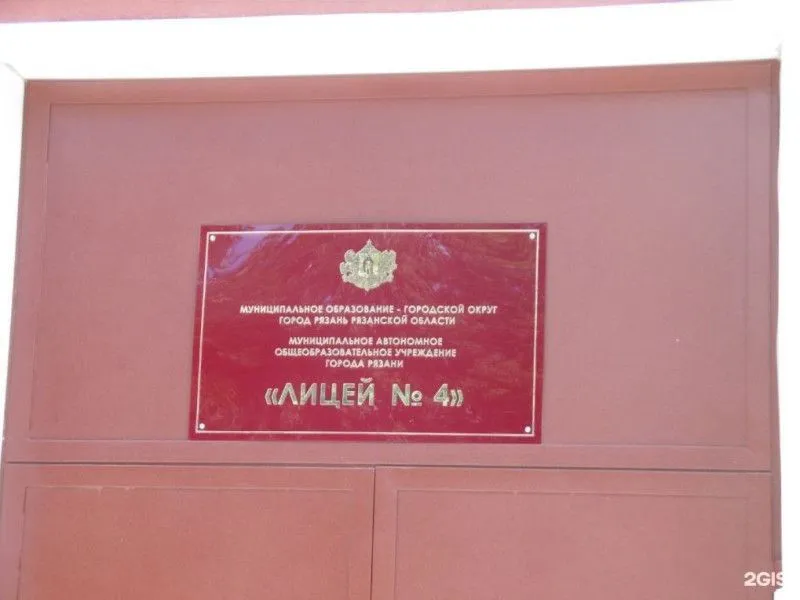 МУНИЦИПАЛЬНОЕ ОБРАЗОВАНИЕ - ГОРОДСКОЙ ОКРУГ
ГОРОД РЯЗАНЬ РЯЗАНСКОЙ ОБЛАСТИ
МУНИЦИПАЛЬНОЕ АВТОНОМНОЕ
ОБЩЕОБРАЗОВАТЕЛЬНОЕ УЧРЕЖДЕНИЕ
ГОРОДА РЯЗАНИ
«ЛИЦЕЙ № 4»
2GIS